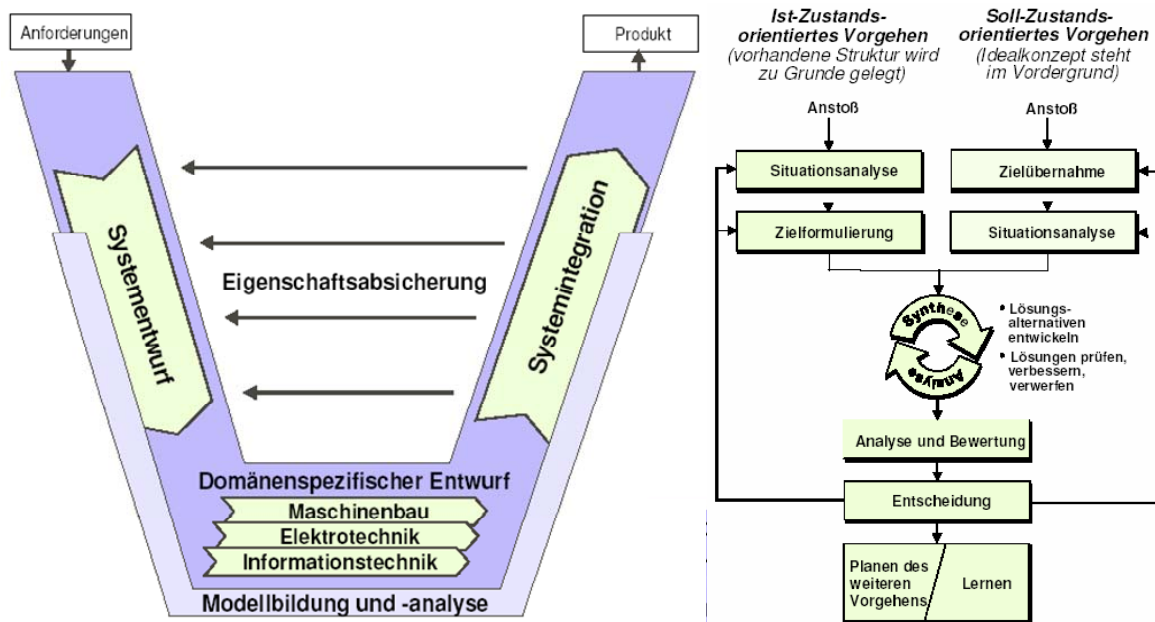 Anforderungen
Produkt
Systementwurf
Systemintegration
Eigenschaftsabsicherung
Domänenspezifischer Entwurf
Maschinenbau
Elektrotechnik
Informationstechnik
Modellbildung und -analyse
Ist-Zustands-
orientiertes Vorgehen
(vorhandene Struktur wird
zu Grunde gelegt)
Soll-Zustands-
orientiertes Vorgehen
(Idealkonzept steht
im Vordergrund)
Anstoß
Anstoß
Situationsanalyse
Zielübernahme
Zielformulierung
Situationsanalyse
Synthese
Analyse
• Lösungs-
alternativen
entwickeln
• Lösungen prüfen,
verbessern,
verwerfen
Analyse und Bewertung
Entscheidung
Planen des
weiteren
Vorgehens
Lernen